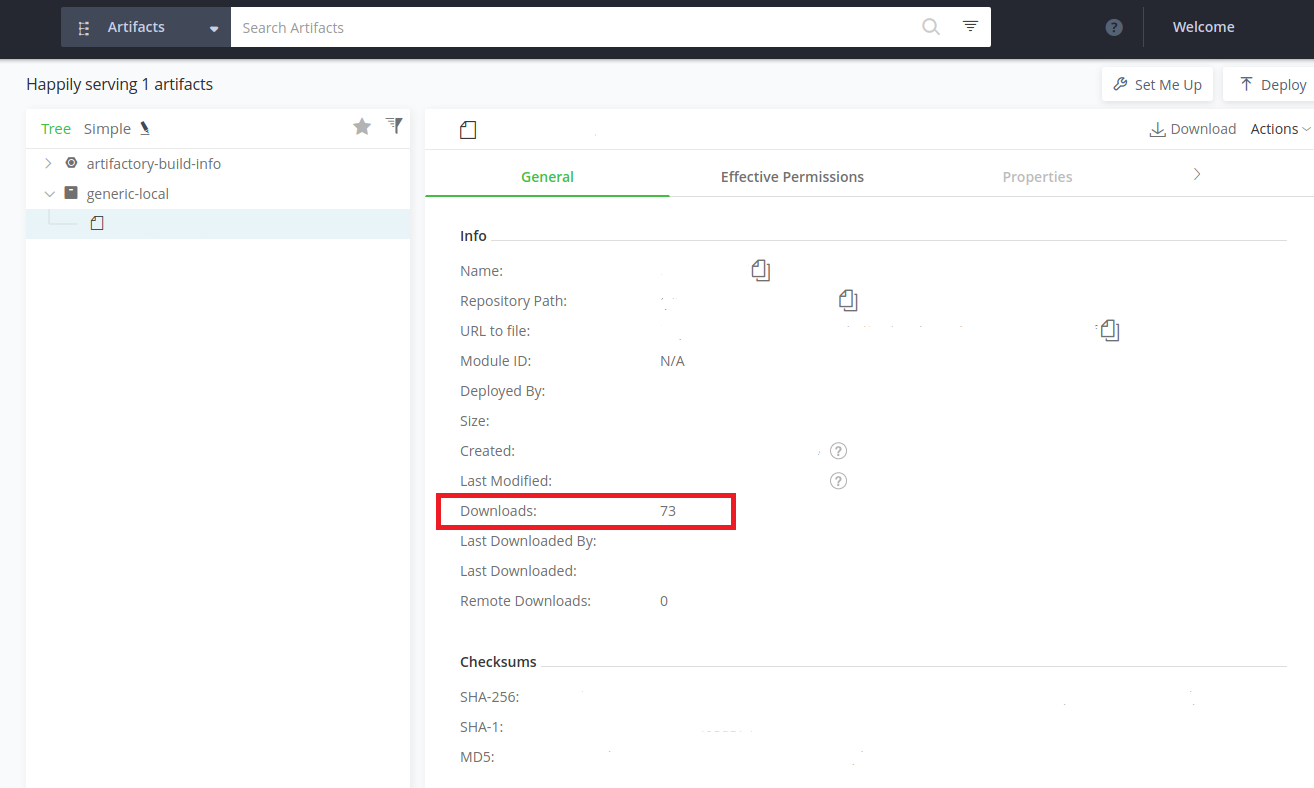 Artifacts
Search Artifacts
?
Welcome
Happily serving 1 artifacts
Set Me Up
Deploy
Tree Simple
artifactory-build-info
generic-local
Download
Actions
General
Effective Permissions
Properties
Info
Name:
Repository Path:
URL to file:
Module ID: N/A
Deployed By:
Size:
Created: ?
Last Modified: ?
Downloads: 73
Last Downloaded By:
Last Downloaded:
Remote Downloads: 0
Checksums
SHA-256:
SHA-1:
MD5: